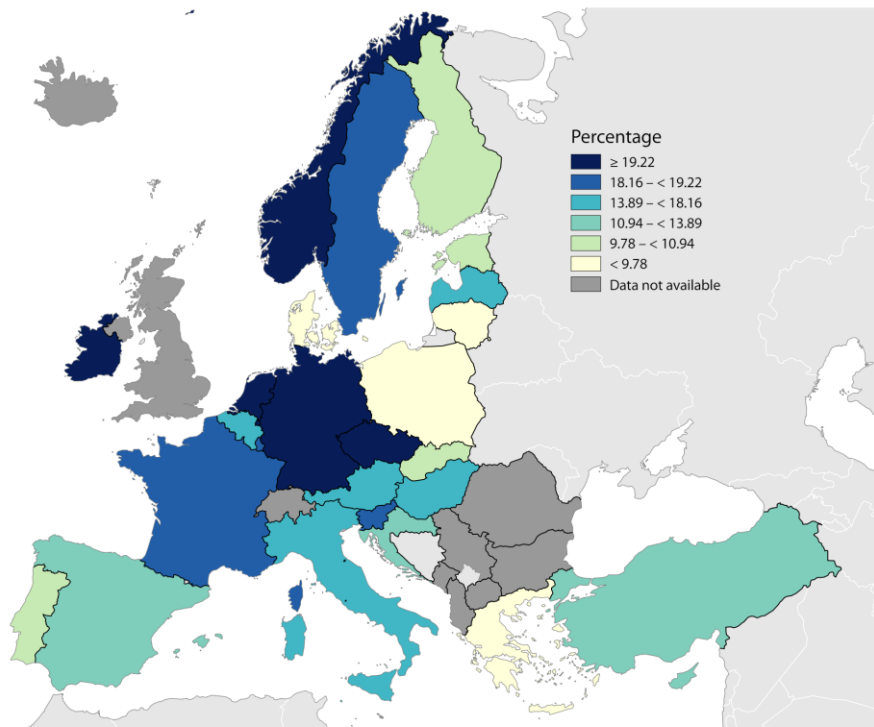 Percentage
≥ 19.22
18.16 – < 19.22
13.89 – < 18.16
10.94 – < 13.89
9.78 – < 10.94
< 9.78
Data not available